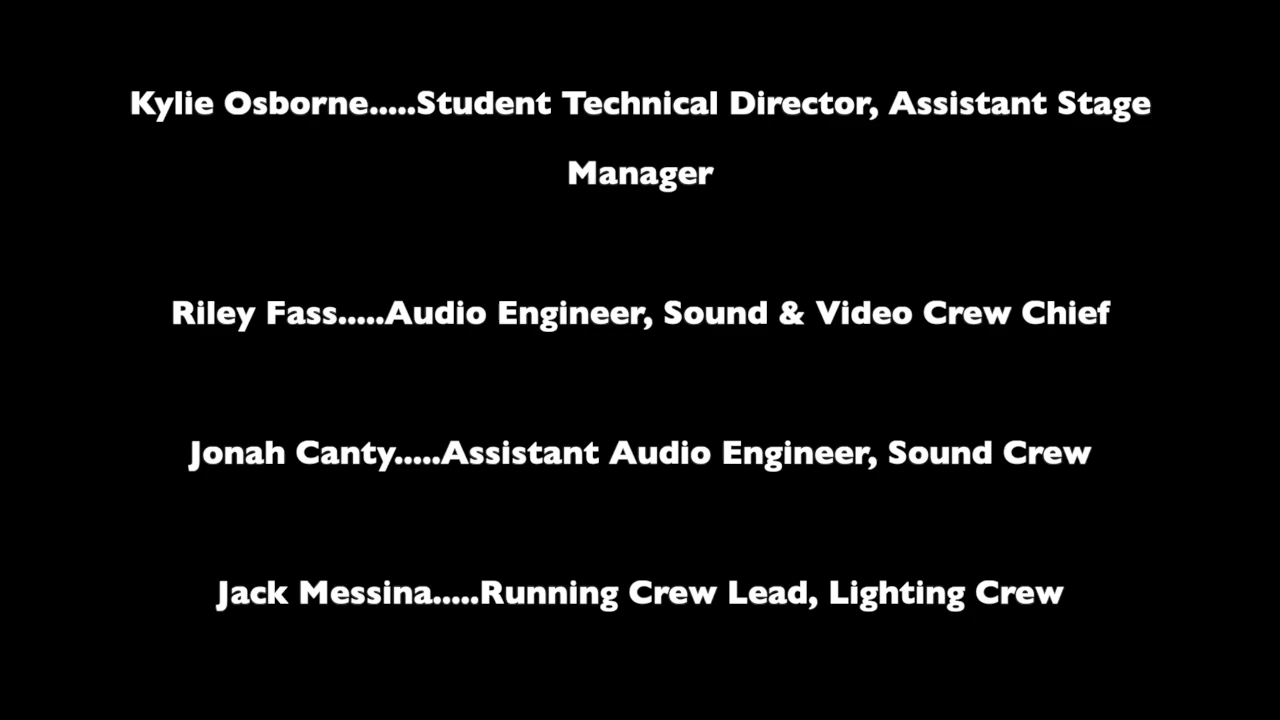 Kylie Osborne.....Student Technical Director, Assistant Stage
Manager
Riley Fass.....Audio Engineer, Sound & Video Crew Chief
Jonah Canty.....Assistant Audio Engineer, Sound Crew
Jack Messina.....Running Crew Lead, Lighting Crew